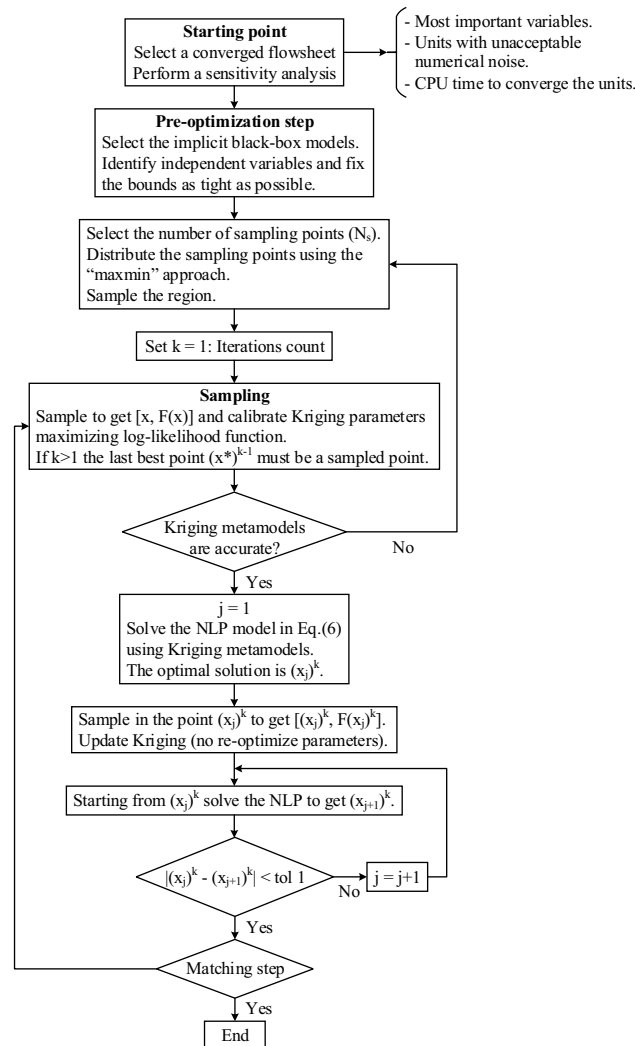 Starting point
Select a converged flowsheet
Perform a sensitivity analysis
- Most important variables.
- Units with unacceptable
numerical noise.
- CPU time to converge the units.
Pre-optimization step
Select the implicit black-box models.
Identify independent variables and fix
the bounds as tight as possible.
Select the number of sampling points (Ns).
Distribute the sampling points using the
“maxmin” approach.
Sample the region.
Set k = 1: Iterations count
Sampling
Sample to get [x, F(x)] and calibrate Kriging parameters
maximizing log-likelihood function.
If k>1 the last best point (x*)^k-1 must be a sampled point.
Kriging metamodels
are accurate?
No
Yes
j = 1
Solve the NLP model in Eq.(6)
using Kriging metamodels.
The optimal solution is (xj)^k.
Sample in the point (xj)^k to get [(xj)^k, F(xj)^k].
Update Kriging (no re-optimize parameters).
Starting from (xj)^k solve the NLP to get (xj+1)^k.
|(xj)^k - (xj+1)^k| < tol 1
No
j = j+1
Yes
Matching step
Yes
End